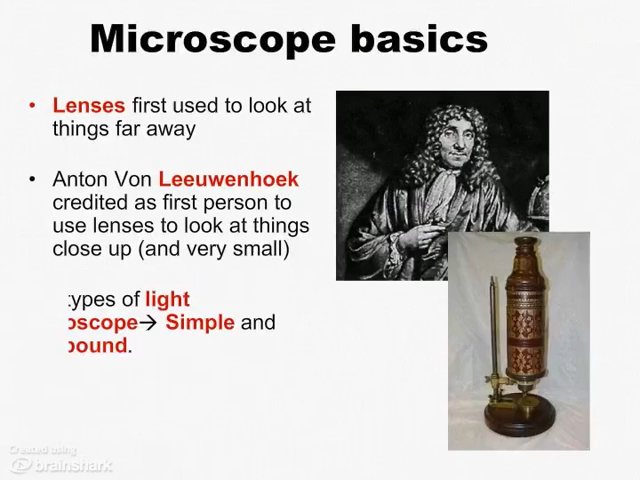 Microscope basics
• Lenses first used to look at
things far away
• Anton Von Leeuwenhoek
credited as first person to
use lenses to look at things
close up (and very small)
types of light
oscope→ Simple and
bound.
Created using
brainshark